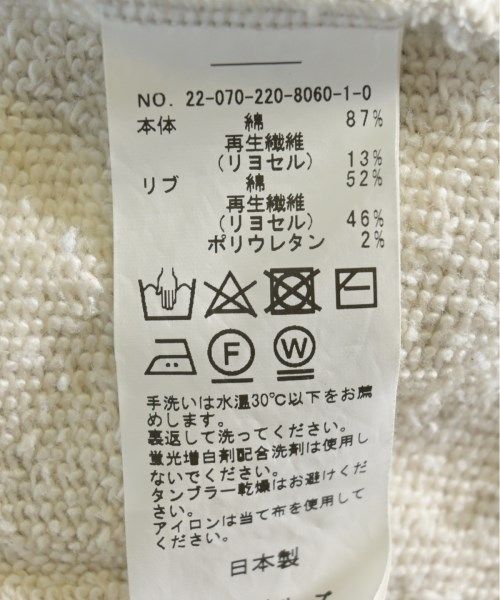 NO. 22-070-220-8060-1-0
本体 綿 87%
再生繊維
(リヨセル) 13%
リブ 綿 52%
再生繊維
(リヨセル) 46%
ポリウレタン 2%
F W
手洗いは水温30℃以下をお薦
めします。
裏返して洗ってください。
蛍光増白剤配合洗剤は使用し
ないでください。
タンブラー乾燥はお避けくだ
さい。
アイロンは当て布を使用して
ください。
日本製